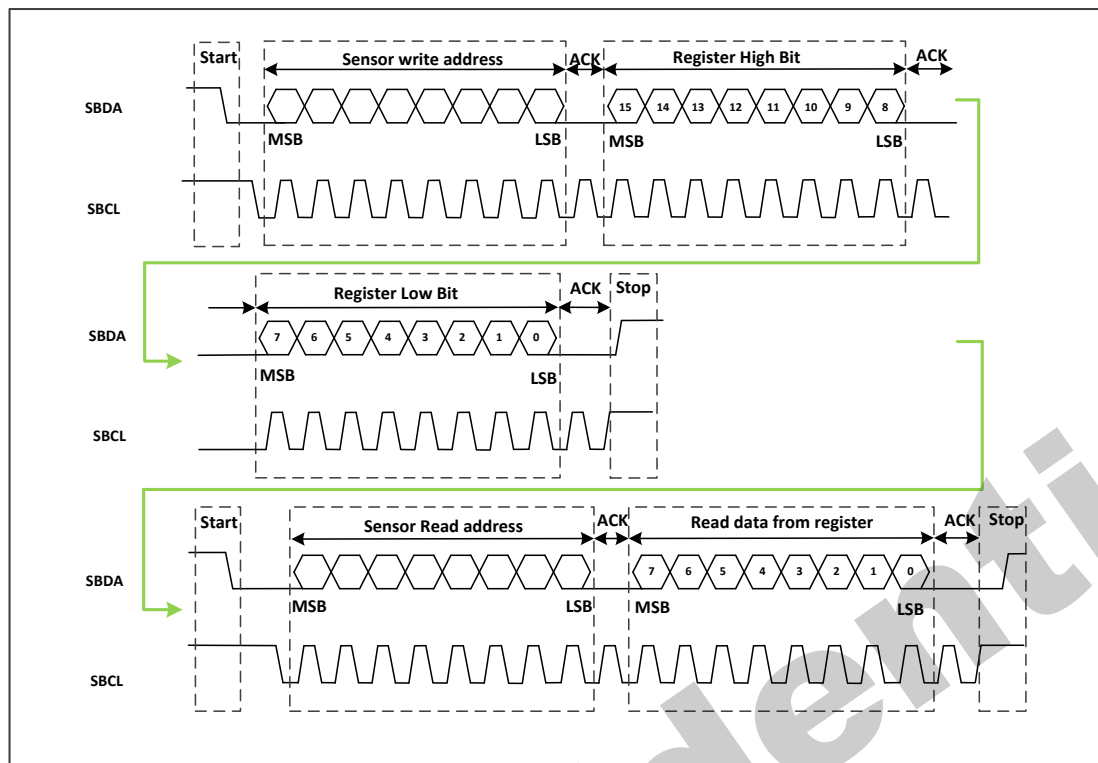 Start Sensor write address ACK Register High Bit ACK
SBDA 15 14 13 12 11 10 9 8
MSB LSB MSB LSB
SBCL
Register Low Bit ACK Stop
SBDA 7 6 5 4 3 2 1 0
MSB LSB
SBCL
Start Sensor Read address ACK Read data from register ACK Stop
SBDA 7 6 5 4 3 2 1 0
MSB LSB MSB LSB
SBCL